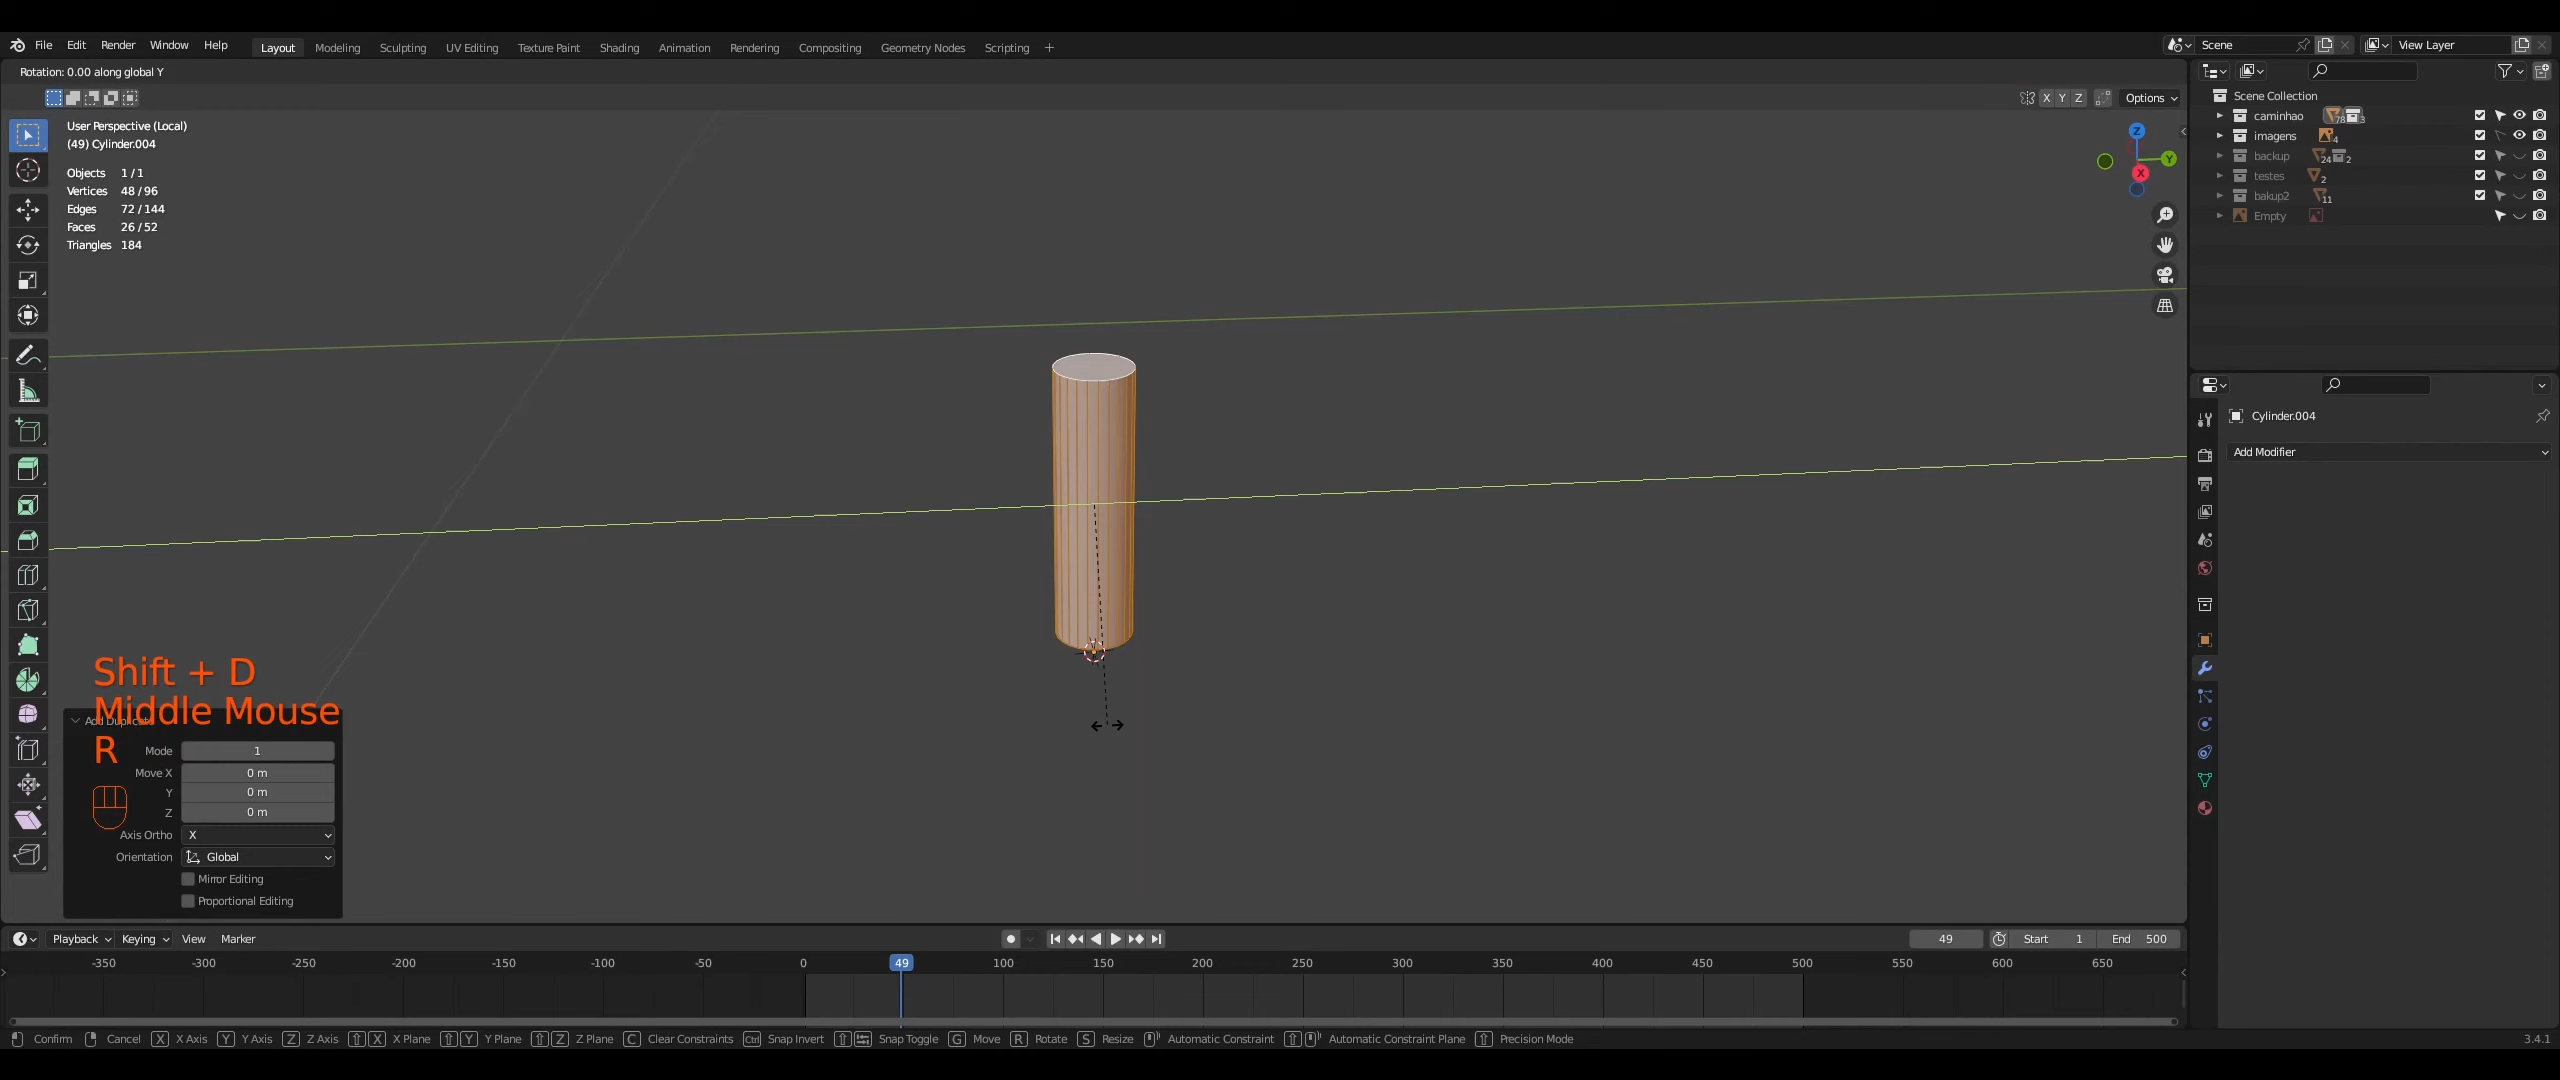 File Edit Render Window Help Layout Modeling Sculpting UV Editing Texture Paint Shading Animation Rendering Compositing Geometry Nodes Scripting + Scene View Layer
Rotation: 0.00 along global Y
X Y Z Options
User Perspective (Local)
(49) Cylinder.004
Objects 1 / 1
Vertices 48 / 96
Edges 72 / 144
Faces 26 / 52
Triangles 184
Z
Y
X
Scene Collection
caminhao 78 3
imagens 4
backup 24 2
testes 2
bakup2 11
Empty
Cylinder.004
Add Modifier
Shift + D
Middle Mouse
R
Mode 1
Move X 0 m
Y 0 m
Z 0 m
Axis Ortho X
Orientation Global
Mirror Editing
Proportional Editing
Playback Keying View Marker 49 Start 1 End 500
-350 -300 -250 -200 -150 -100 -50 0 49 100 150 200 250 300 350 400 450 500 550 600 650
Confirm Cancel X X Axis Y Y Axis Z Z Axis X X Plane Y Y Plane Z Z Plane C Clear Constraints Ctrl Snap Invert Snap Toggle G Move R Rotate S Resize Automatic Constraint Automatic Constraint Plane Precision Mode 3.4.1